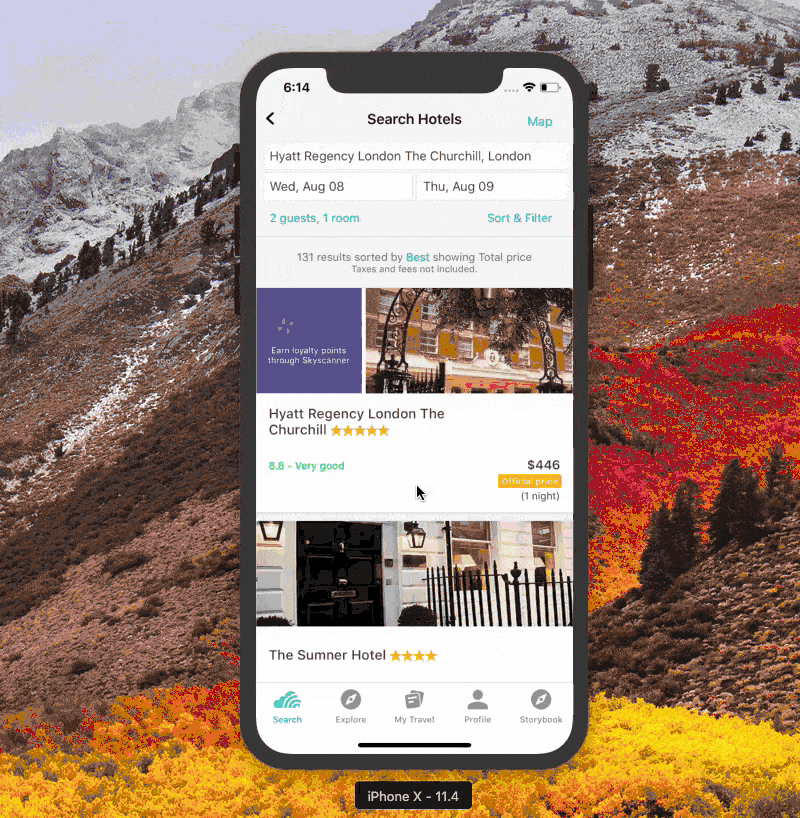 6:14
Search Hotels
Map
Hyatt Regency London The Churchill, London
Wed, Aug 08
Thu, Aug 09
2 guests, 1 room
Sort & Filter
131 results sorted by Best showing Total price
Taxes and fees not included.
Earn loyalty points
through Skyscanner
Hyatt Regency London The
Churchill ★★★★★
8.8 - Very good
$446
Official price
(1 night)
The Sumner Hotel ★★★★
Search
Explore
My Travel
Profile
Storybook
iPhone X - 11.4